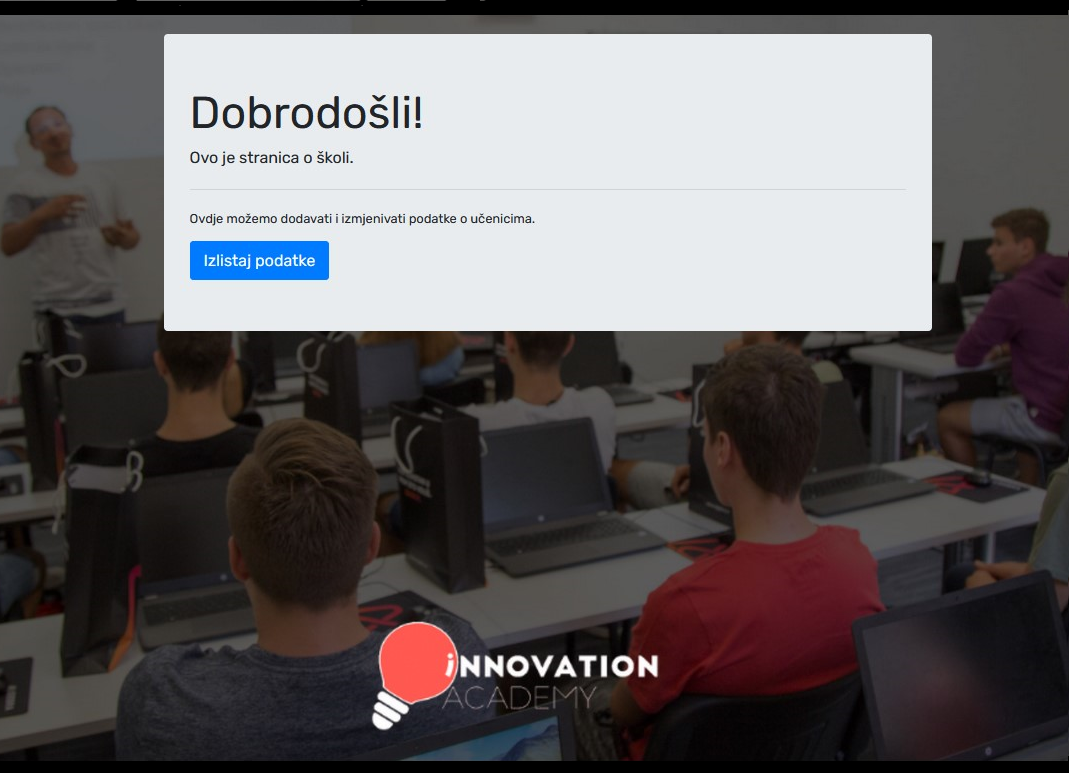 Dobrodošli!
Ovo je stranica o školi.
Ovdje možemo dodavati i izmjenivati podatke o učenicima.
Izlistaj podatke
iNNOVATION
ACADEMY